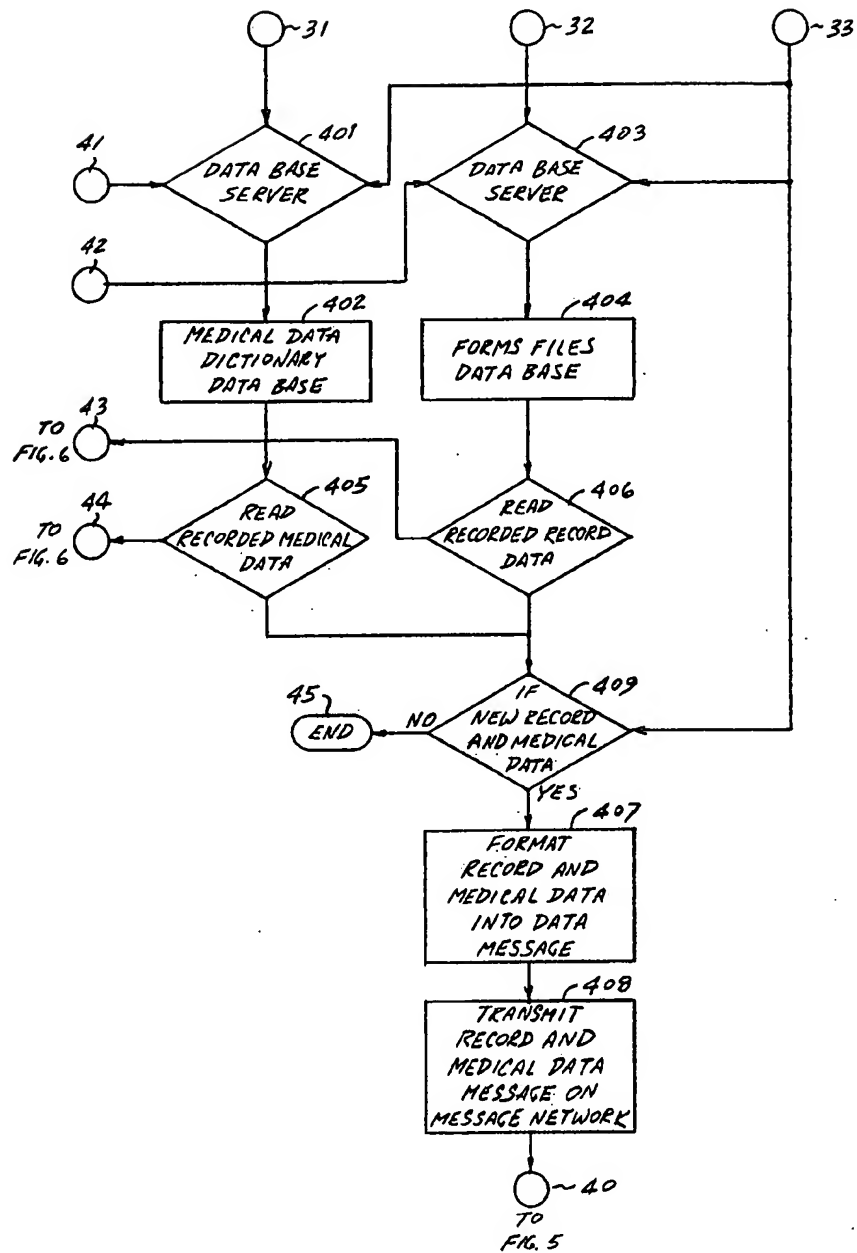 31
32
33
401
403
41
DATA BASE
SERVER
DATA BASE
SERVER
42
402
404
MEDICAL DATA
DICTIONARY
DATA BASE
FORMS FILES
DATA BASE
43
TO
FIG. 6
405
406
44
TO
FIG. 6
READ
RECORDED MEDICAL
DATA
READ
RECORDED RECORD
DATA
409
45
END
NO
IF
NEW RECORD
AND MEDICAL
DATA
YES
407
FORMAT
RECORD AND
MEDICAL DATA
INTO DATA
MESSAGE
408
TRANSMIT
RECORD AND
MEDICAL DATA
MESSAGE ON
MESSAGE NETWORK
40
TO
FIG. 5